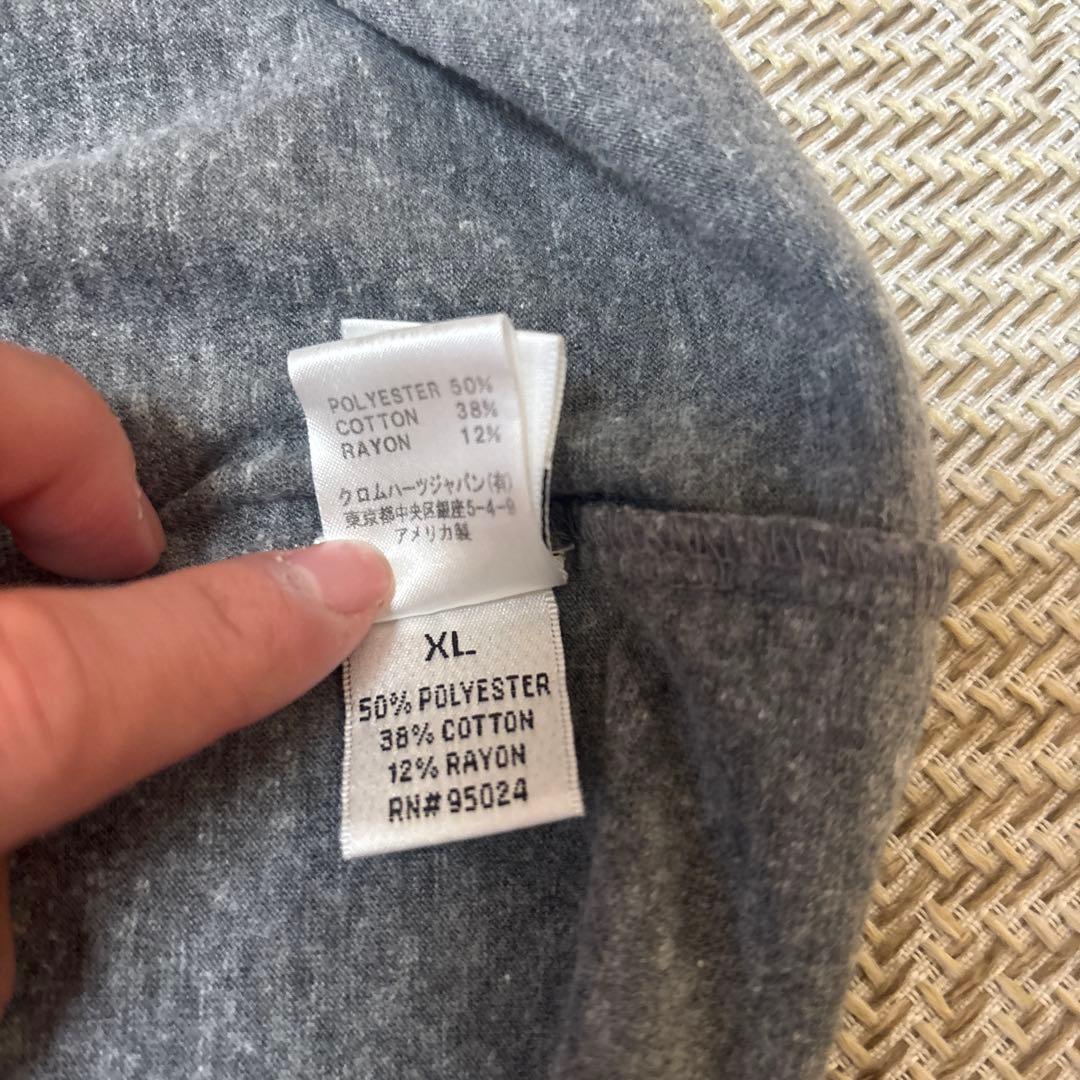 POLYESTER 50%
COTTON 38%
RAYON 12%
クロムハーツジャパン(有)
東京都中央区銀座5-4-9
アメリカ製
XL
50% POLYESTER
38% COTTON
12% RAYON
RN# 95024